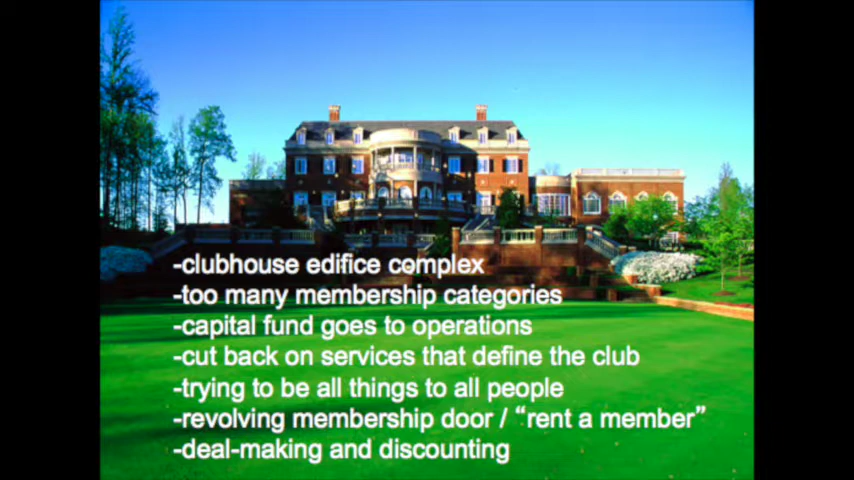 -clubhouse edifice complex
-too many membership categories
-capital fund goes to operations
-cut back on services that define the club
-trying to be all things to all people
-revolving membership door / “rent a member”
-deal-making and discounting